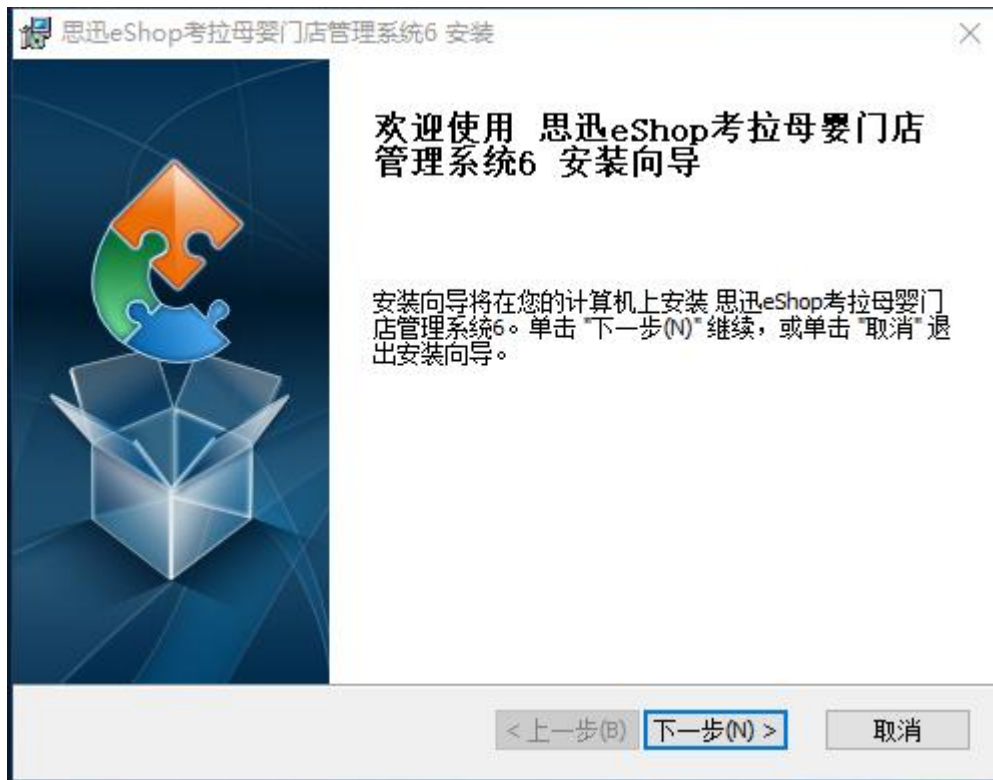 思迅eShop考拉母婴门店管理系统6 安装
欢迎使用 思迅eShop考拉母婴门店
管理系统6 安装向导
安装向导将在您的计算机上安装 思迅eShop考拉母婴门
店管理系统6。单击 "下一步(N)" 继续，或单击 "取消" 退
出安装向导。
< 上一步(B)
下一步(N) >
取消